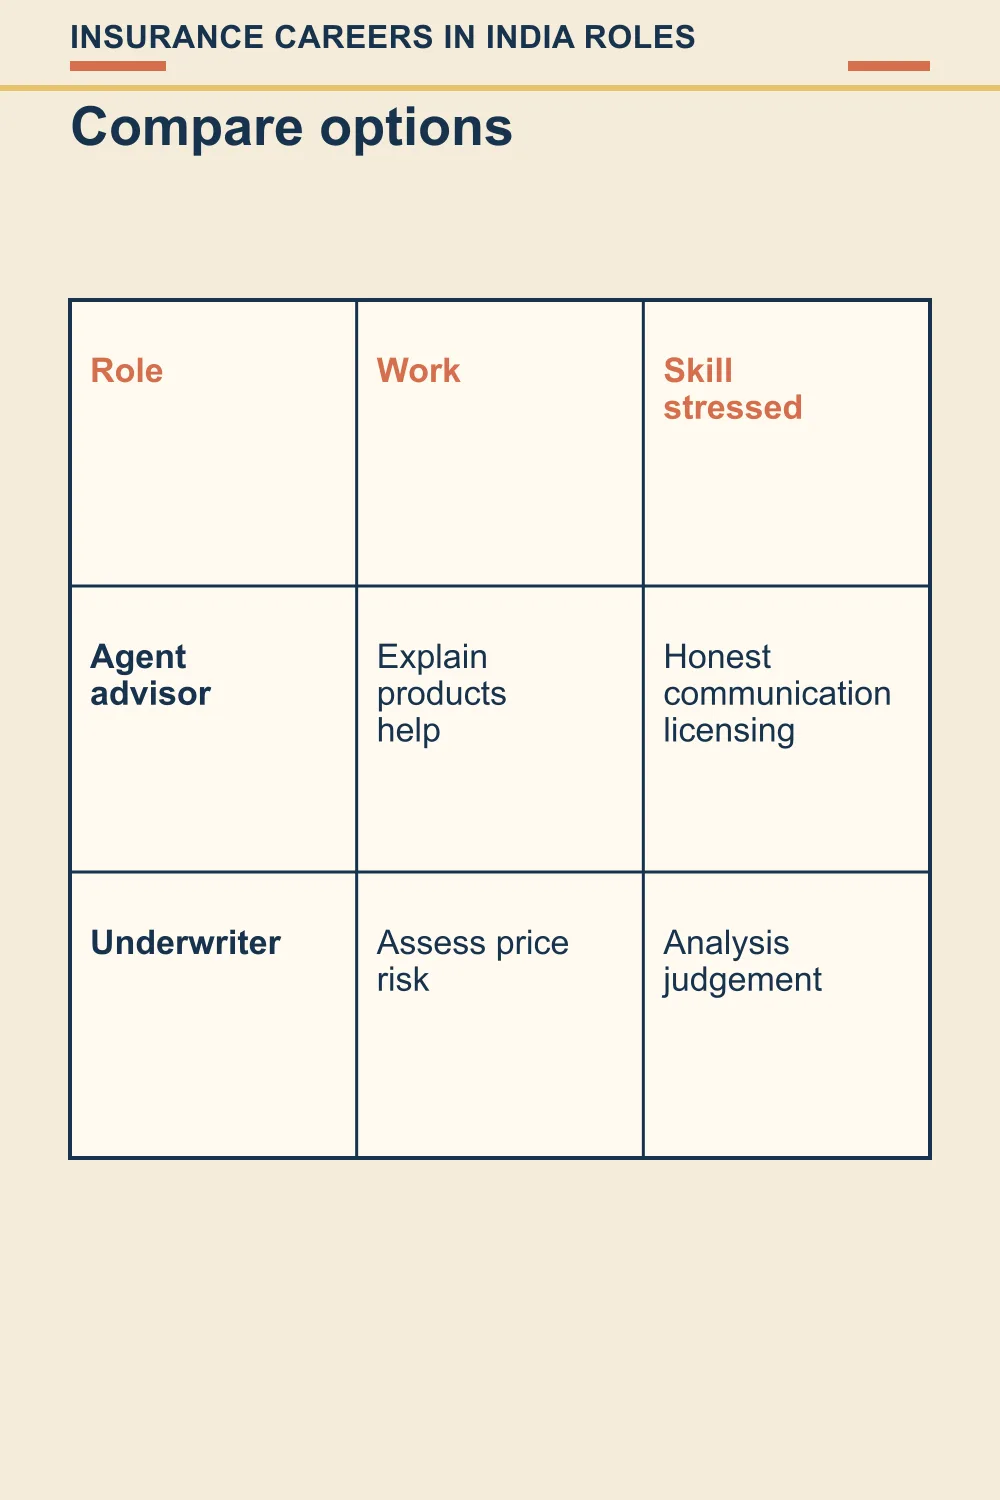 INSURANCE CAREERS IN INDIA ROLES
Compare options
Role
Work
Skill
stressed
Agent
advisor
Explain
products
help
Honest
communication
licensing
Underwriter
Assess price
risk
Analysis
judgement